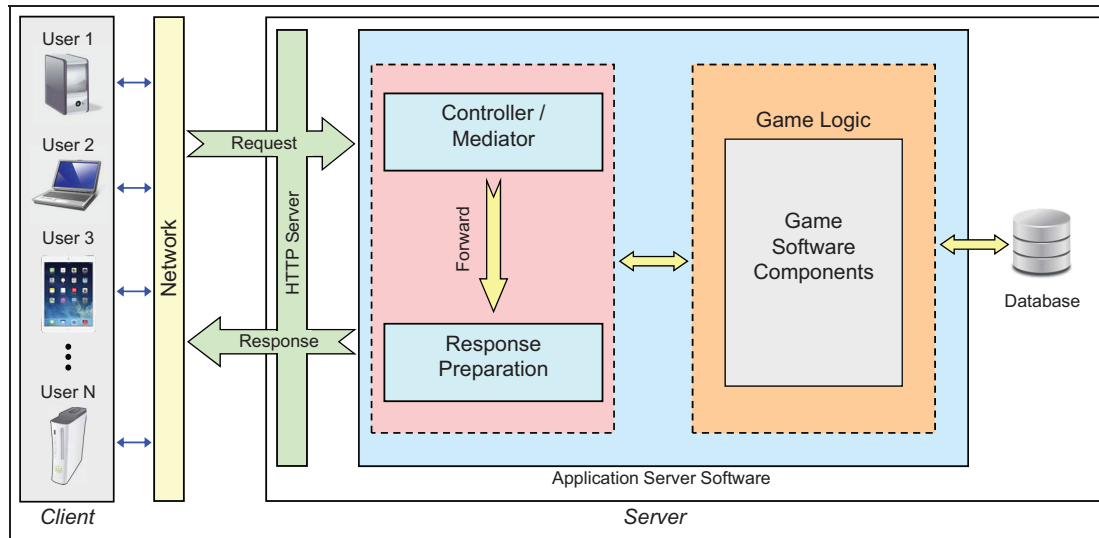 User 1
User 2
User 3
User N
Client
Network
Request
Response
HTTP Server
Controller /
Mediator
Forward
Response
Preparation
Game Logic
Game
Software
Components
Database
Application Server Software
Server